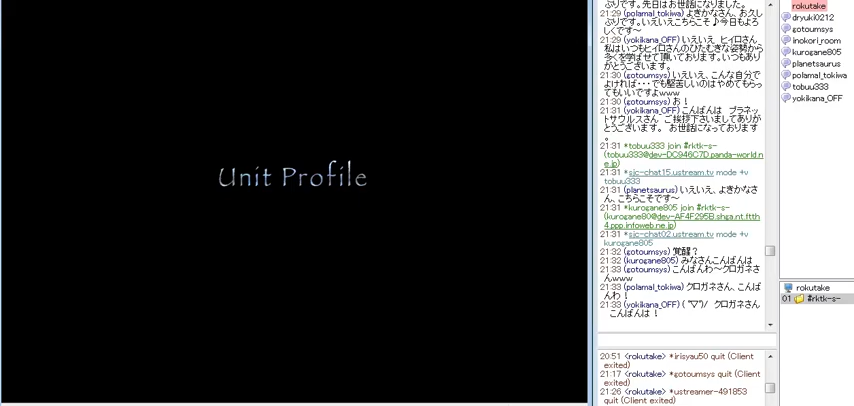 Unit Profile
ぶりです。先日はお世話になりました。
21:29 (polamal_tokiwa) よきかなさん、お久し
ぶりです。いえいえこちらこそ♪今日もよろ
しくです～
21:29 (yokikana_OFF) いえいえ ヒイロさん
私はいつもヒイロさんのひたむきな姿勢から
多くを学ばせて頂いております。いつもあり
がとうございます。
21:30 (gotoumsys) いえいえ、こんな自分で
よければ・・・でも堅苦しいのはやめてもらっ
てもいいですよwww
21:30 (gotoumsys) お！
21:31 (yokikana_OFF) こんばんは プラネッ
トサウルスさん ご挨拶下さいましてありが
とうございます。 お世話になっております
。
21:31 *tobuu333 join #rktk-s-
(tobuu333@dev-DC946C7D.panda-world.n
e.jp)
21:31 *sjc-chat15.ustream.tv mode +v
tobuu333
21:31 (planetsaurus) いえいえ、よきかなさ
ん、こちらこそです～
21:31 *kurogane805 join #rktk-s-
(kurogane80@dev-AF4F295B.shga.nt.ftth
4.ppp.infoweb.ne.jp)
21:31 *sjc-chat02.ustream.tv mode +v
kurogane805
21:32 (gotoumsys) 覚醒？
21:32 (kurogane805) みなさんこんばんは
21:33 (gotoumsys) こんばんわ～クロガネさ
んwww
21:33 (polamal_tokiwa) クロガネさん、こんば
んわ！
21:33 (yokikana_OFF) ( ^▽^)/ クロガネさん
こんばんは！
20:51 <rokutake> *irisyau50 quit (Client
exited)
21:17 <rokutake> *gotoumsys quit (Client
exited)
21:26 <rokutake> *ustreamer-491853
quit (Client exited)
rokutake
dryuki0212
gotoumsys
inokori_room
kurogane805
planetsaurus
polamal_tokiwa
tobuu333
yokikana_OFF
rokutake
01 #rktk-s-